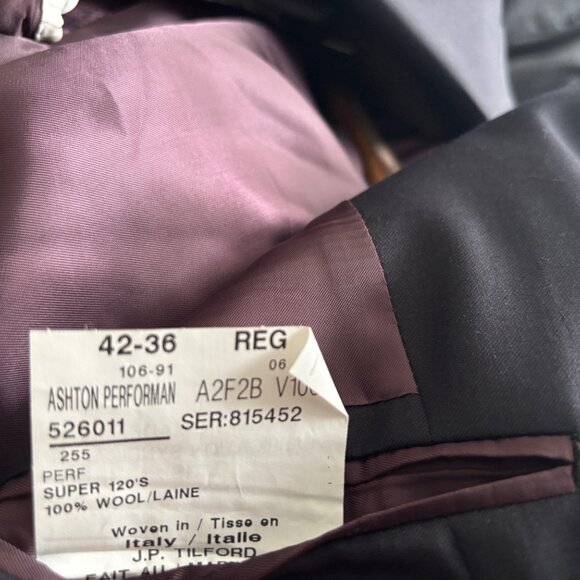 42-36 REG
106-91 06
ASHTON PERFORMAN A2F2B
526011 SER:815452
255
PERF
SUPER 120'S
100% WOOL/LAINE
Woven in / Tisse en
Italy / Italie
J.P. TILFORD